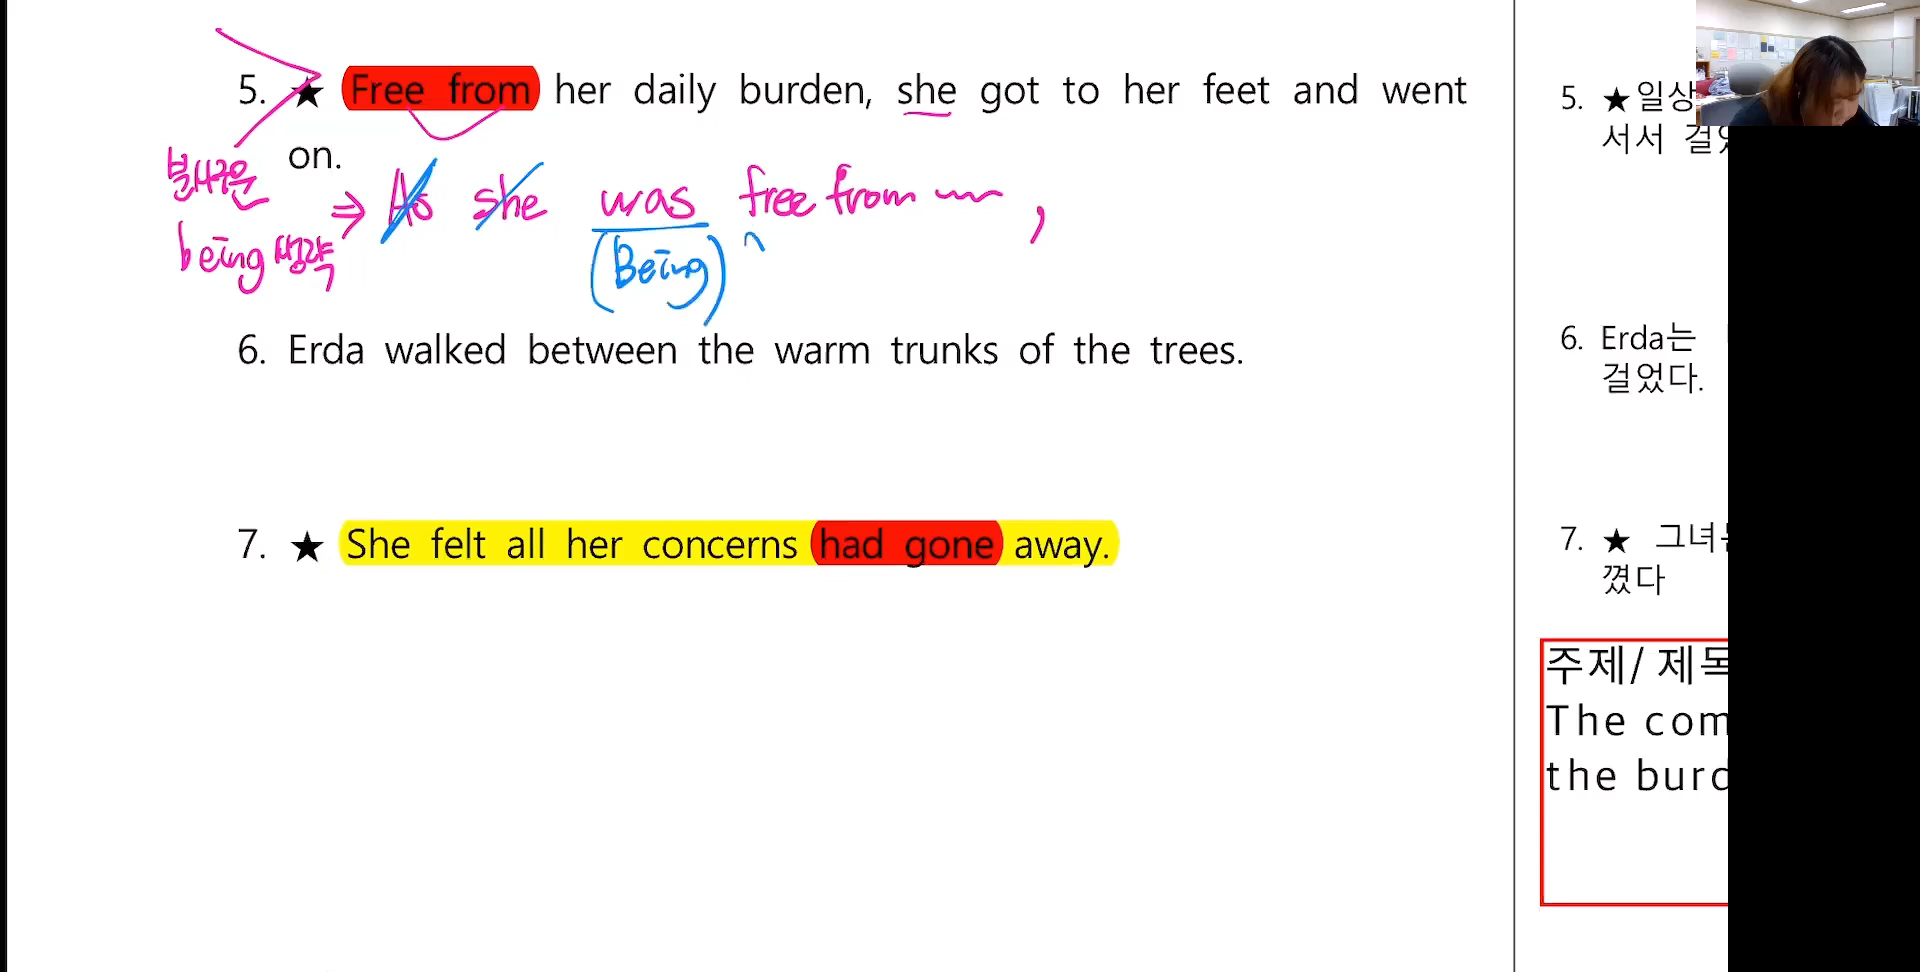 5. ★ Free from her daily burden, she got to her feet and went
on.
분사구문
being 생략
⇒ As she was free from ,
(Being)
6. Erda walked between the warm trunks of the trees.
7. ★ She felt all her concerns had gone away.
5. ★일상
서서 걸었
6. Erda는
걸었다.
7. ★ 그녀는
꼈다
주제/ 제목
The com
the burd